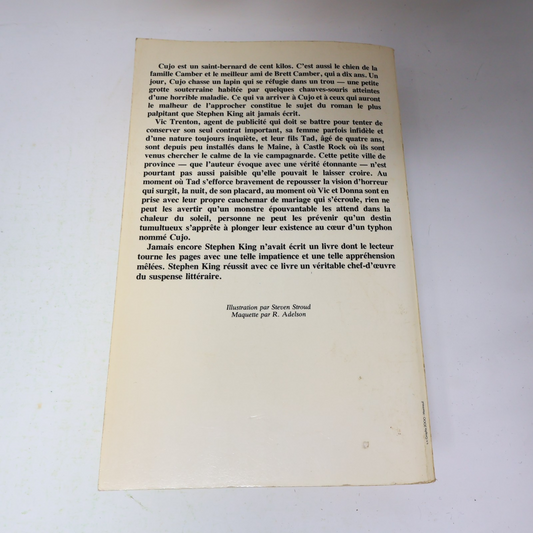 Cujo est un saint-bernard de cent kilos. C'est aussi le chien de la
famille Camber et le meilleur ami de Brett Camber, qui a dix ans. Un
jour, Cujo chasse un lapin qui se réfugie dans un trou — une petite
grotte souterraine habitée par quelques chauves-souris atteintes
d'une horrible maladie. Ce qui va arriver à Cujo et à ceux qui auront
le malheur de l'approcher constitue le sujet du roman le plus
palpitant que Stephen King ait jamais écrit.
Vic Trenton, agent de publicité qui doit se battre pour tenter de
conserver son seul contrat important, sa femme parfois infidèle et
d'une nature toujours inquiète, et leur fils Tad, âgé de quatre ans,
sont depuis peu installés dans le Maine, à Castle Rock où ils sont
venus chercher le calme de la vie campagnarde. Cette petite ville de
province — que l'auteur évoque avec une vérité étonnante — n'est
pourtant pas aussi paisible qu'elle pouvait le laisser croire. Au
moment où Tad s'efforce bravement de repousser la vision d'horreur
qui surgit, la nuit, de son placard, au moment où Vic et Donna sont en
prise avec leur propre cauchemar de mariage qui s'écroule, rien ne
peut les avertir qu'un monstre épouvantable les attend dans la
chaleur du soleil, personne ne peut les prévenir qu'un destin
tumultueux s'apprête à plonger leur existence au cœur d'un typhon
nommé Cujo.
Jamais encore Stephen King n'avait écrit un livre dont le lecteur
tourne les pages avec une telle impatience et une telle appréhension
mêlées. Stephen King réussit avec ce livre un véritable chef-d'œuvre
du suspense littéraire.
Illustration par Steven Stroud
Maquette par R. Adelson